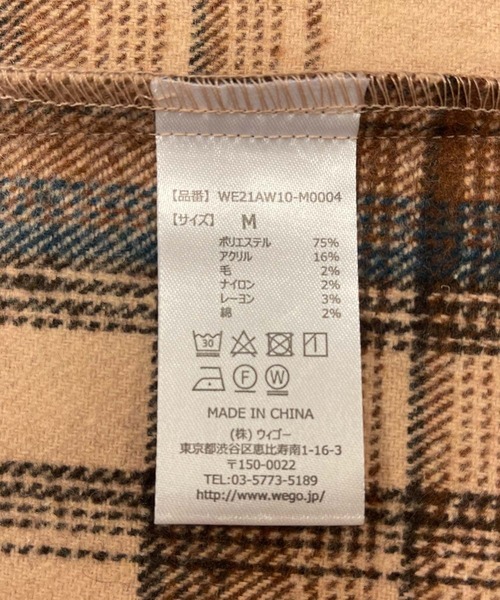 【品番】 WE21AW10-M0004
【サイズ】 M
ポリエステル 75%
アクリル 16%
毛 2%
ナイロン 2%
レーヨン 3%
綿 2%
30
F W
MADE IN CHINA
(株) ウィゴー
東京都渋谷区恵比寿南1-16-3
〒150-0022
TEL:03-5773-5189
http://www.wego.jp/